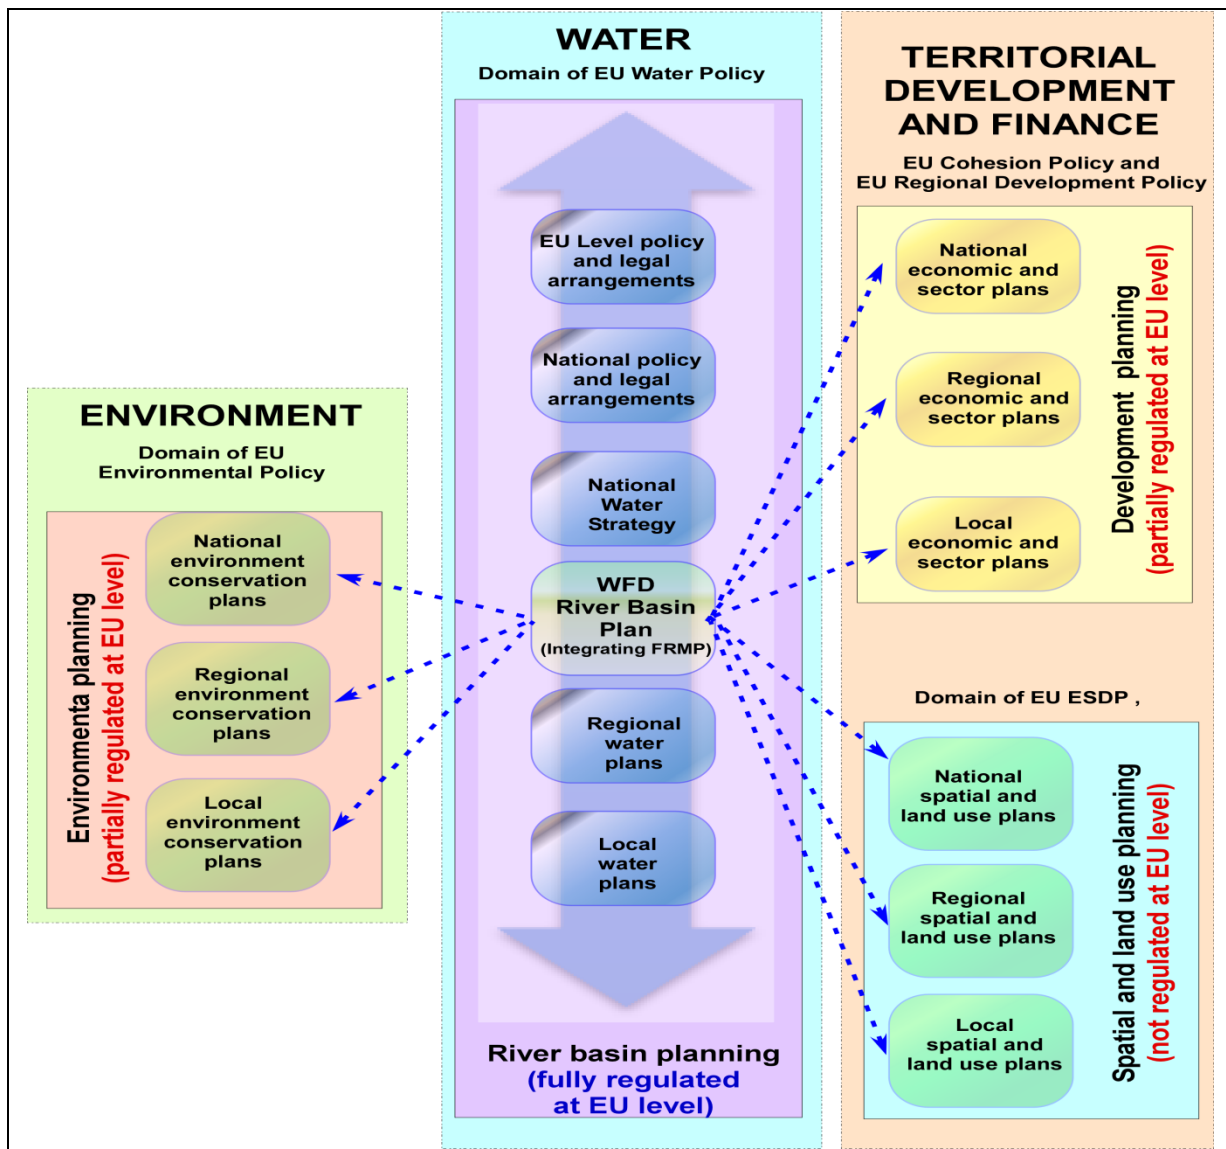 WATER
Domain of EU Water Policy
EU Level policy
and legal
arrangements
National policy
and legal
arrangements
National
Water
Strategy
WFD
River Basin
Plan
(Integrating FRMP)
Regional
water
plans
Local
water
plans
River basin planning
(fully regulated
at EU level)
ENVIRONMENT
Domain of EU
Environmental Policy
Environmenta planning
(partially regulated at EU level)
National
environment
conservation
plans
Regional
environment
conservation
plans
Local
environment
conservation
plans
TERRITORIAL
DEVELOPMENT
AND FINANCE
EU Cohesion Policy and
EU Regional Development Policy
National
economic and
sector plans
Regional
economic and
sector plans
Local
economic and
sector plans
Development planning
(partially regulated at EU level)
Domain of EU ESDP ,
National
spatial and
land use plans
Regional
spatial and
land use plans
Local
spatial and
land use plans
Spatial and land use planning
(not regulated at EU level)